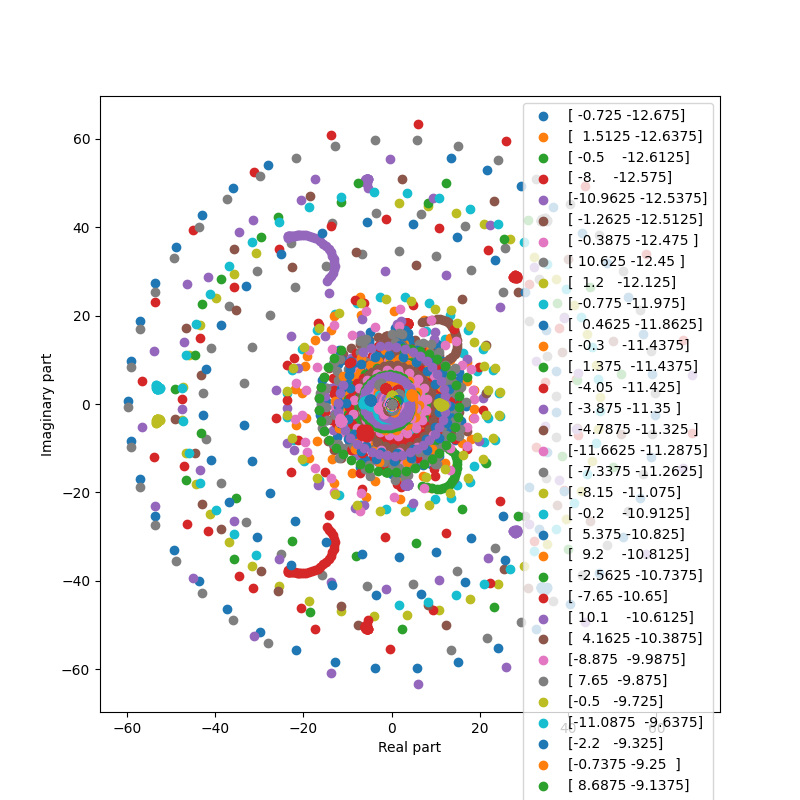 60
40
20
0
−20
−40
−60
Imaginary part
−60
−40
−20
0
20
40
60
Real part
[ -0.725 -12.675]
[  1.5125 -12.6375]
[ -0.5    -12.6125]
[ -8.    -12.575]
[-10.9625 -12.5375]
[ -1.2625 -12.5125]
[ -0.3875 -12.475 ]
[ 10.625 -12.45 ]
[  1.2   -12.125]
[ -0.775 -11.975]
[  0.4625 -11.8625]
[ -0.3    -11.4375]
[  1.375  -11.4375]
[ -4.05 -11.425]
[ -3.875 -11.35 ]
[ -4.7875 -11.325 ]
[-11.6625 -11.2875]
[ -7.3375 -11.2625]
[ -8.15 -11.075]
[ -0.2   -10.9125]
[  5.375 -10.825]
[  9.2    -10.8125]
[ -2.5625 -10.7375]
[ -7.65 -10.65]
[ 10.1    -10.6125]
[  4.1625 -10.3875]
[-8.875  -9.9875]
[ 7.65  -9.875]
[-0.5   -9.725]
[-11.0875  -9.6375]
[-2.2   -9.325]
[-0.7375 -9.25  ]
[ 8.6875 -9.1375]